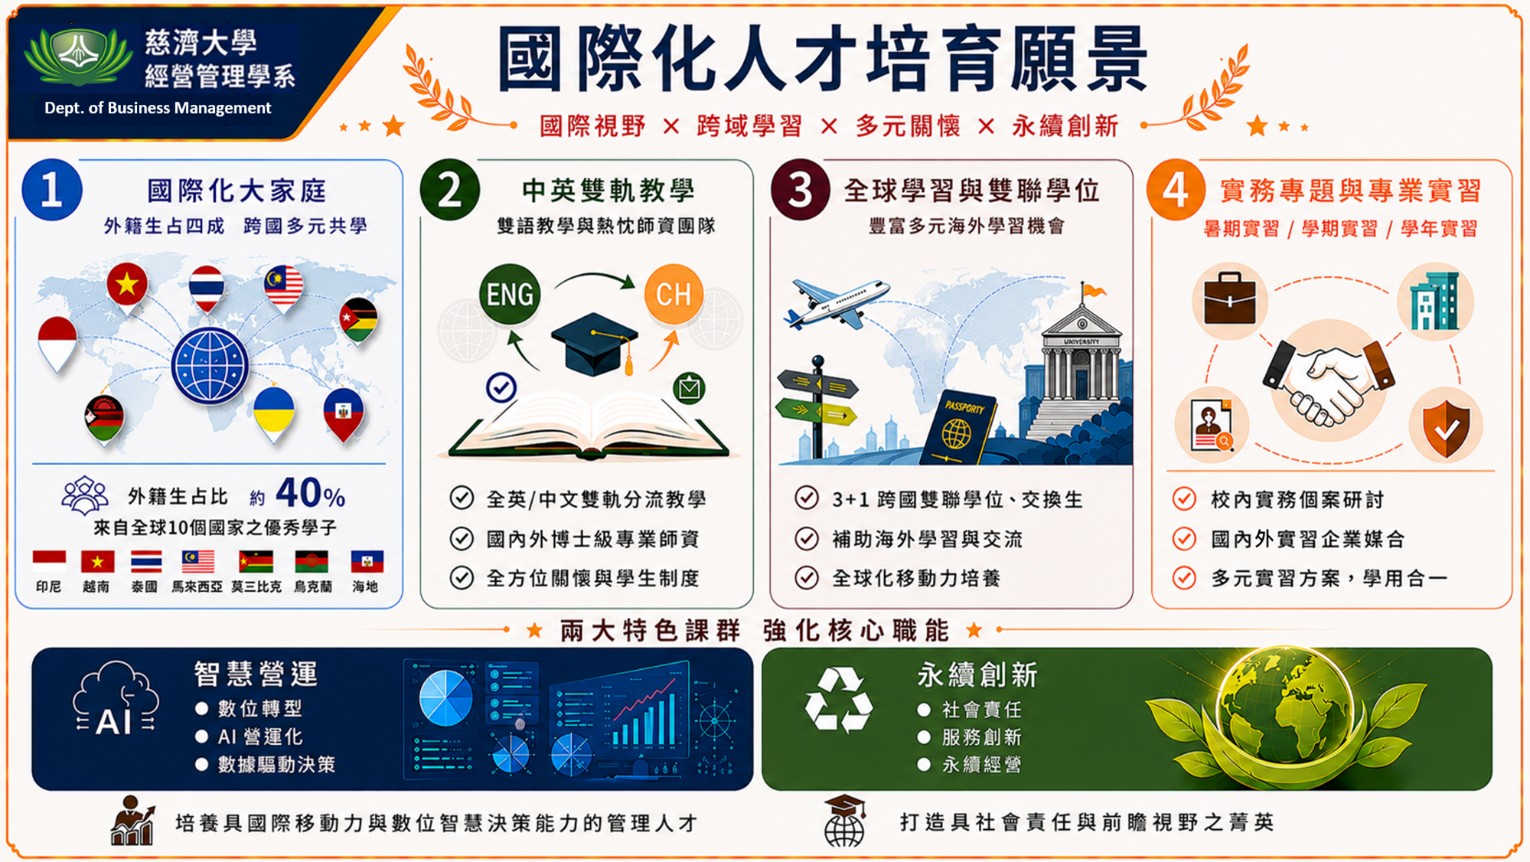 慈濟大學
經營管理學系
Dept. of Business Management
國際化人才培育願景
國際視野 × 跨域學習 × 多元關懷 × 永續創新
1
國際化大家庭
外籍生占四成 跨國多元共學
外籍生占比 約 40%
來自全球10個國家之優秀學子
印尼 越南 泰國 馬來西亞 莫三比克 烏克蘭 海地
2
中英雙軌教學
雙語教學與熱忱師資團隊
ENG
CH
全英/中文雙軌分流教學
國內外博士級專業師資
全方位關懷與學生制度
3
全球學習與雙聯學位
豐富多元海外學習機會
UNIVERSITY
PASSPORTY
3+1 跨國雙聯學位、交換生
補助海外學習與交流
全球化移動力培養
4
實務專題與專業實習
暑期實習 / 學期實習 / 學年實習
校內實務個案研討
國內外實習企業媒合
多元實習方案，學用合一
兩大特色課群 強化核心職能
AI
智慧營運
數位轉型
AI 營運化
數據驅動決策
永續創新
社會責任
服務創新
永續經營
培養具國際移動力與數位智慧決策能力的管理人才
打造具社會責任與前瞻視野之菁英